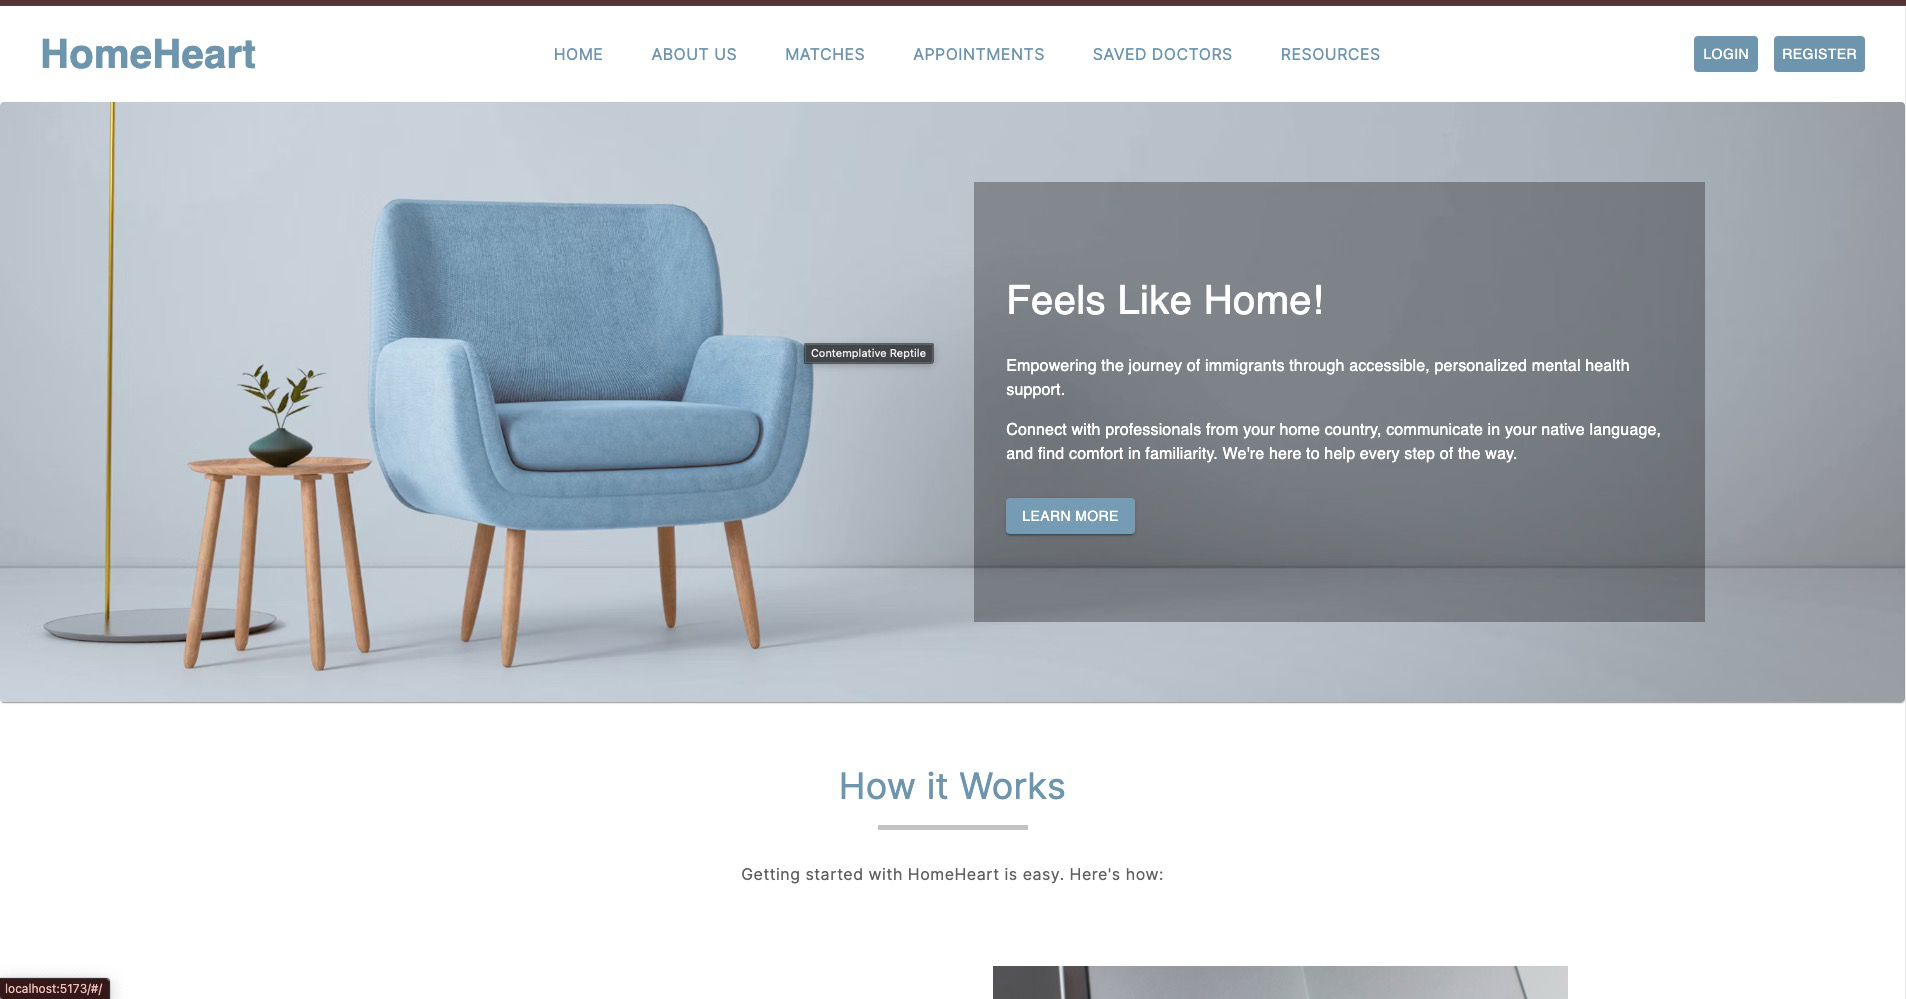 HomeHeart
HOME
ABOUT US
MATCHES
APPOINTMENTS
SAVED DOCTORS
RESOURCES
LOGIN
REGISTER
Feels Like Home!
Contemplative Reptile
Empowering the journey of immigrants through accessible, personalized mental health
support.
Connect with professionals from your home country, communicate in your native language,
and find comfort in familiarity. We're here to help every step of the way.
LEARN MORE
How it Works
Getting started with HomeHeart is easy. Here's how:
localhost:5173/#/